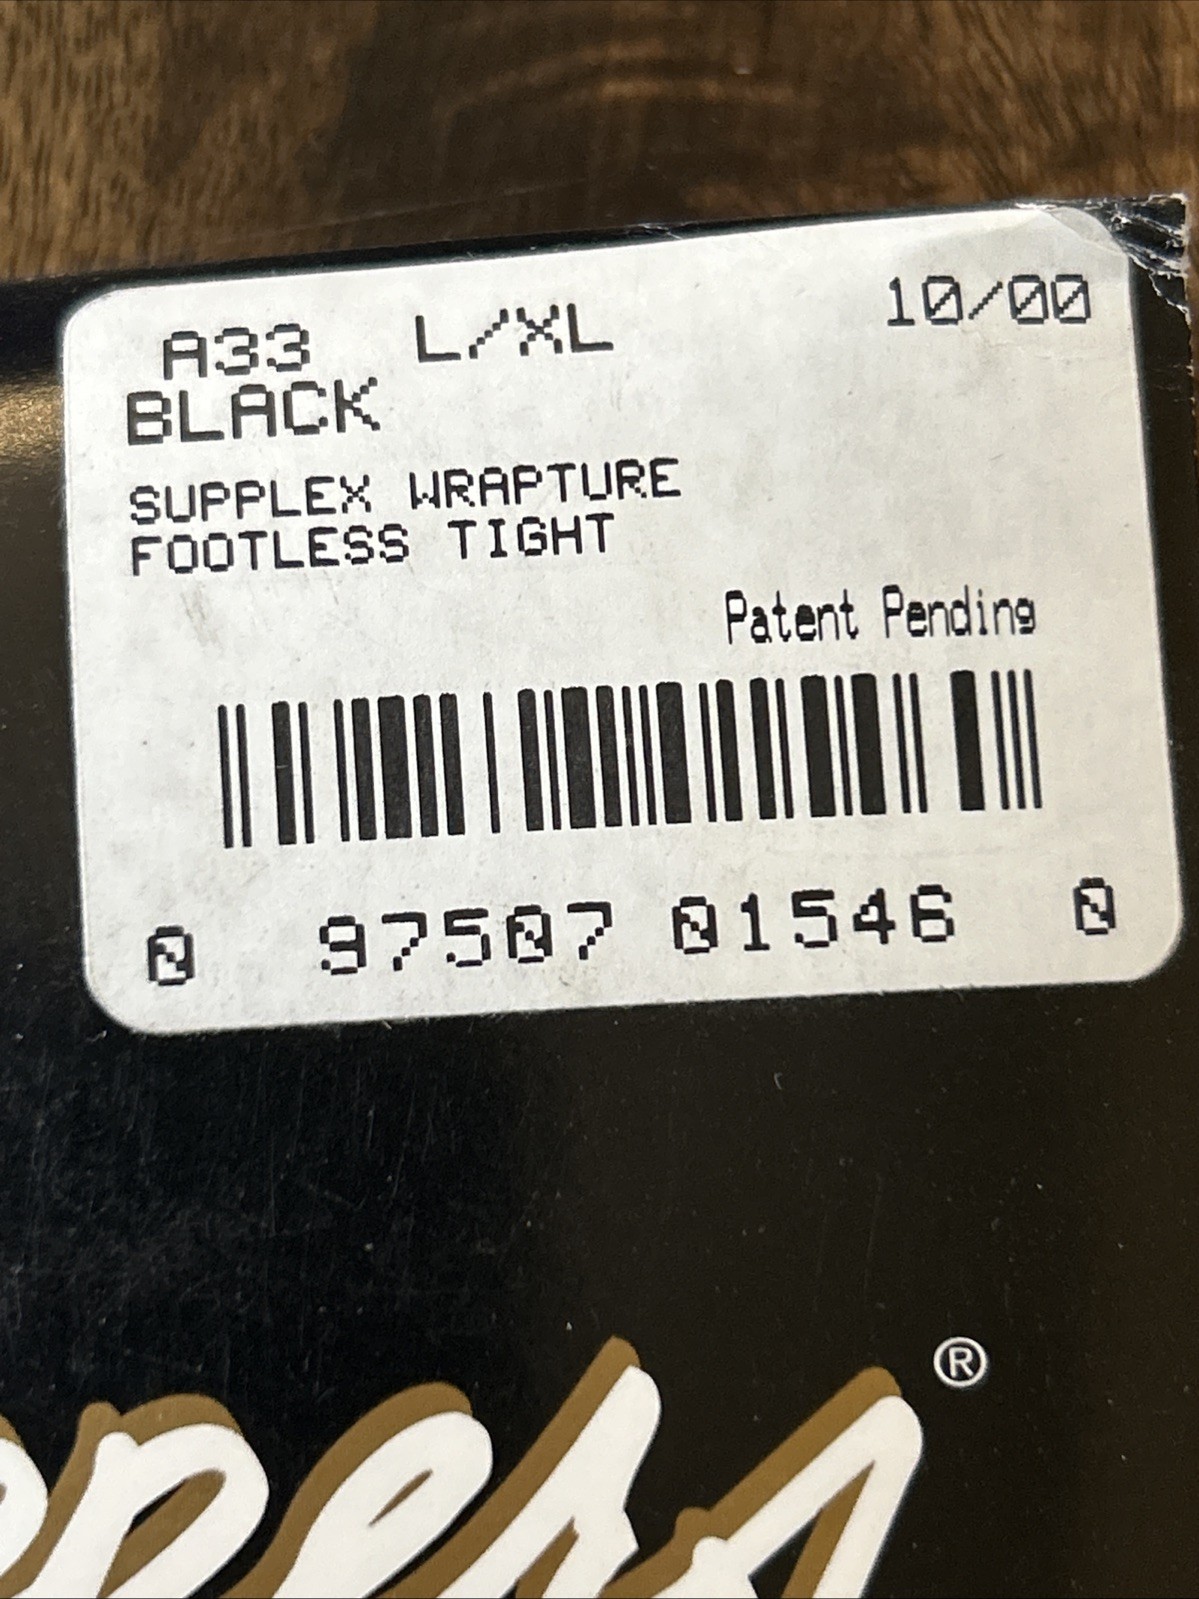 A33 L/XL 10/00
BLACK
SUPPLEX WRAPTURE
FOOTLESS TIGHT
Patent Pending
0 97507 01546 0
®